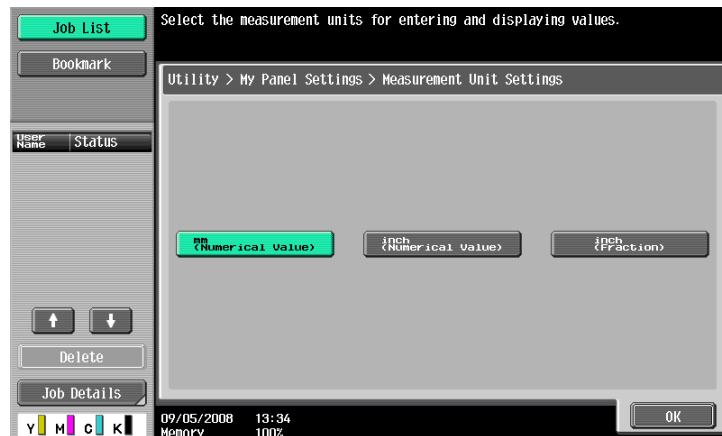 Job List
Select the measurement units for entering and displaying values.
Bookmark
Utility > My Panel Settings > Measurement Unit Settings
User Name
Status
mm
(Numerical Value)
inch
(Numerical Value)
inch
(Fraction)
Delete
Job Details
Y M C K
09/05/2008 13:34
Memory 100%
OK